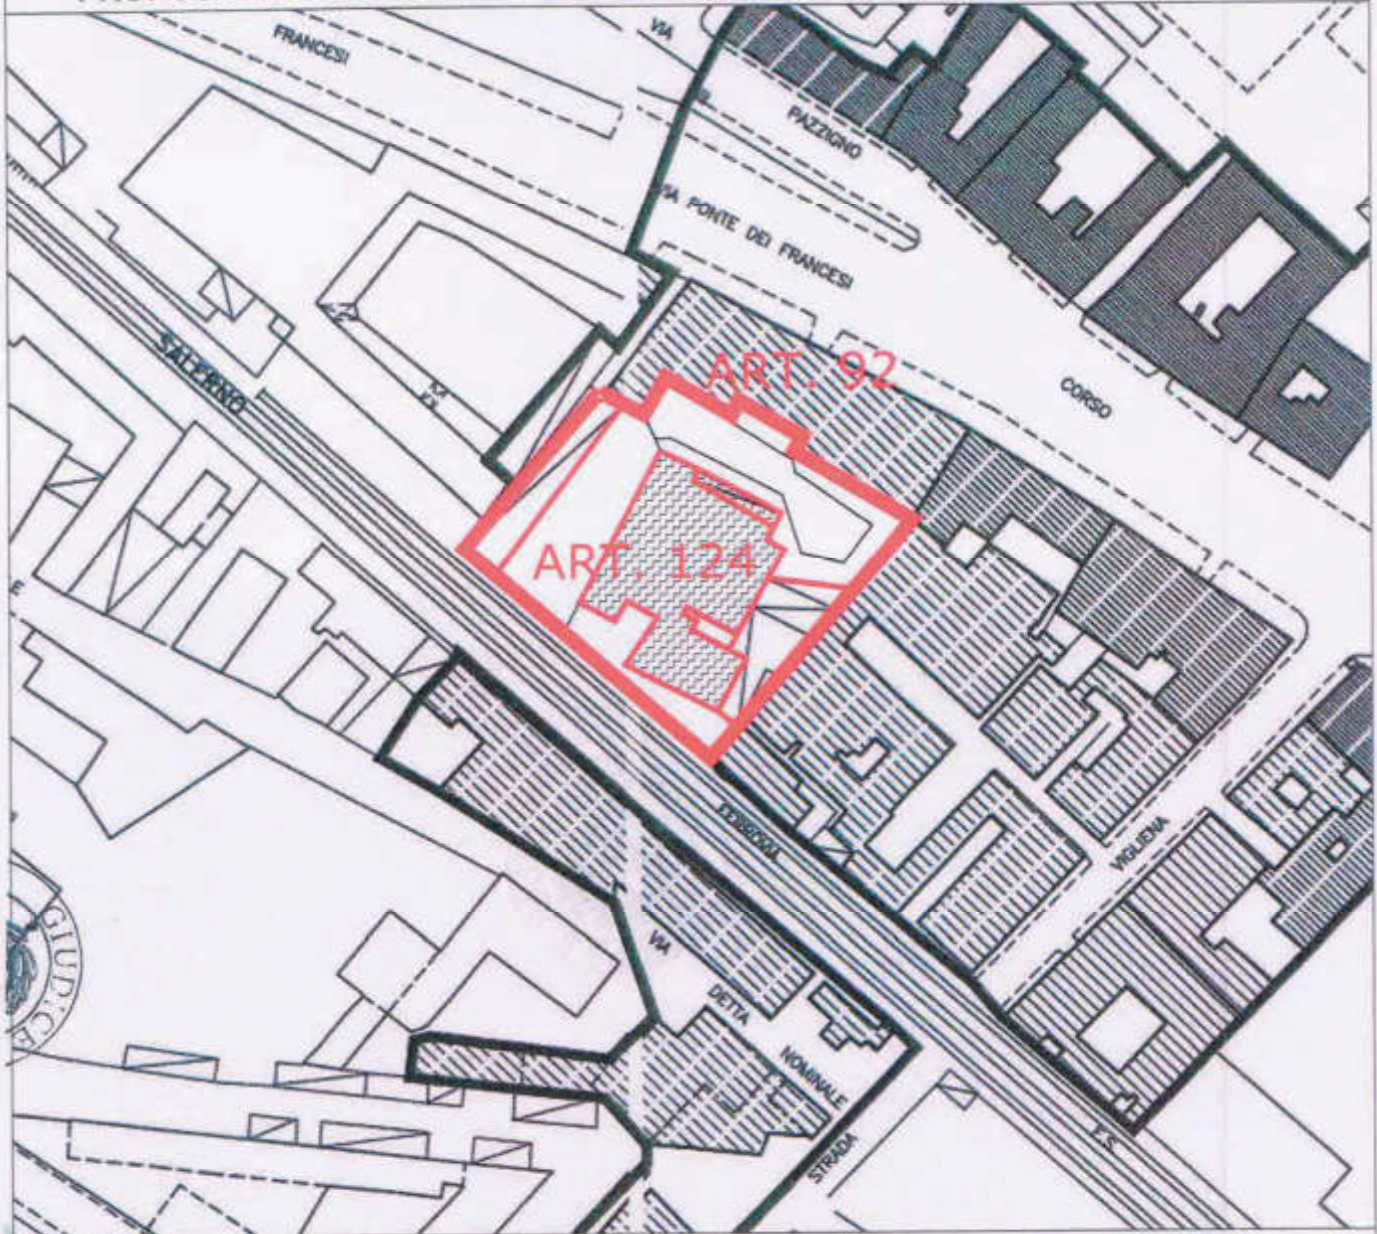 FRANCESI
VIA
PAZZIGNO
VIA PONTE DEI FRANCESI
SALERNO
ART. 92
CORSO
ART. 124
E
FERROVIA
VIGLIENA
GIUDICE
VIA
DETTA
NOMINALE
F.S.
STRADA